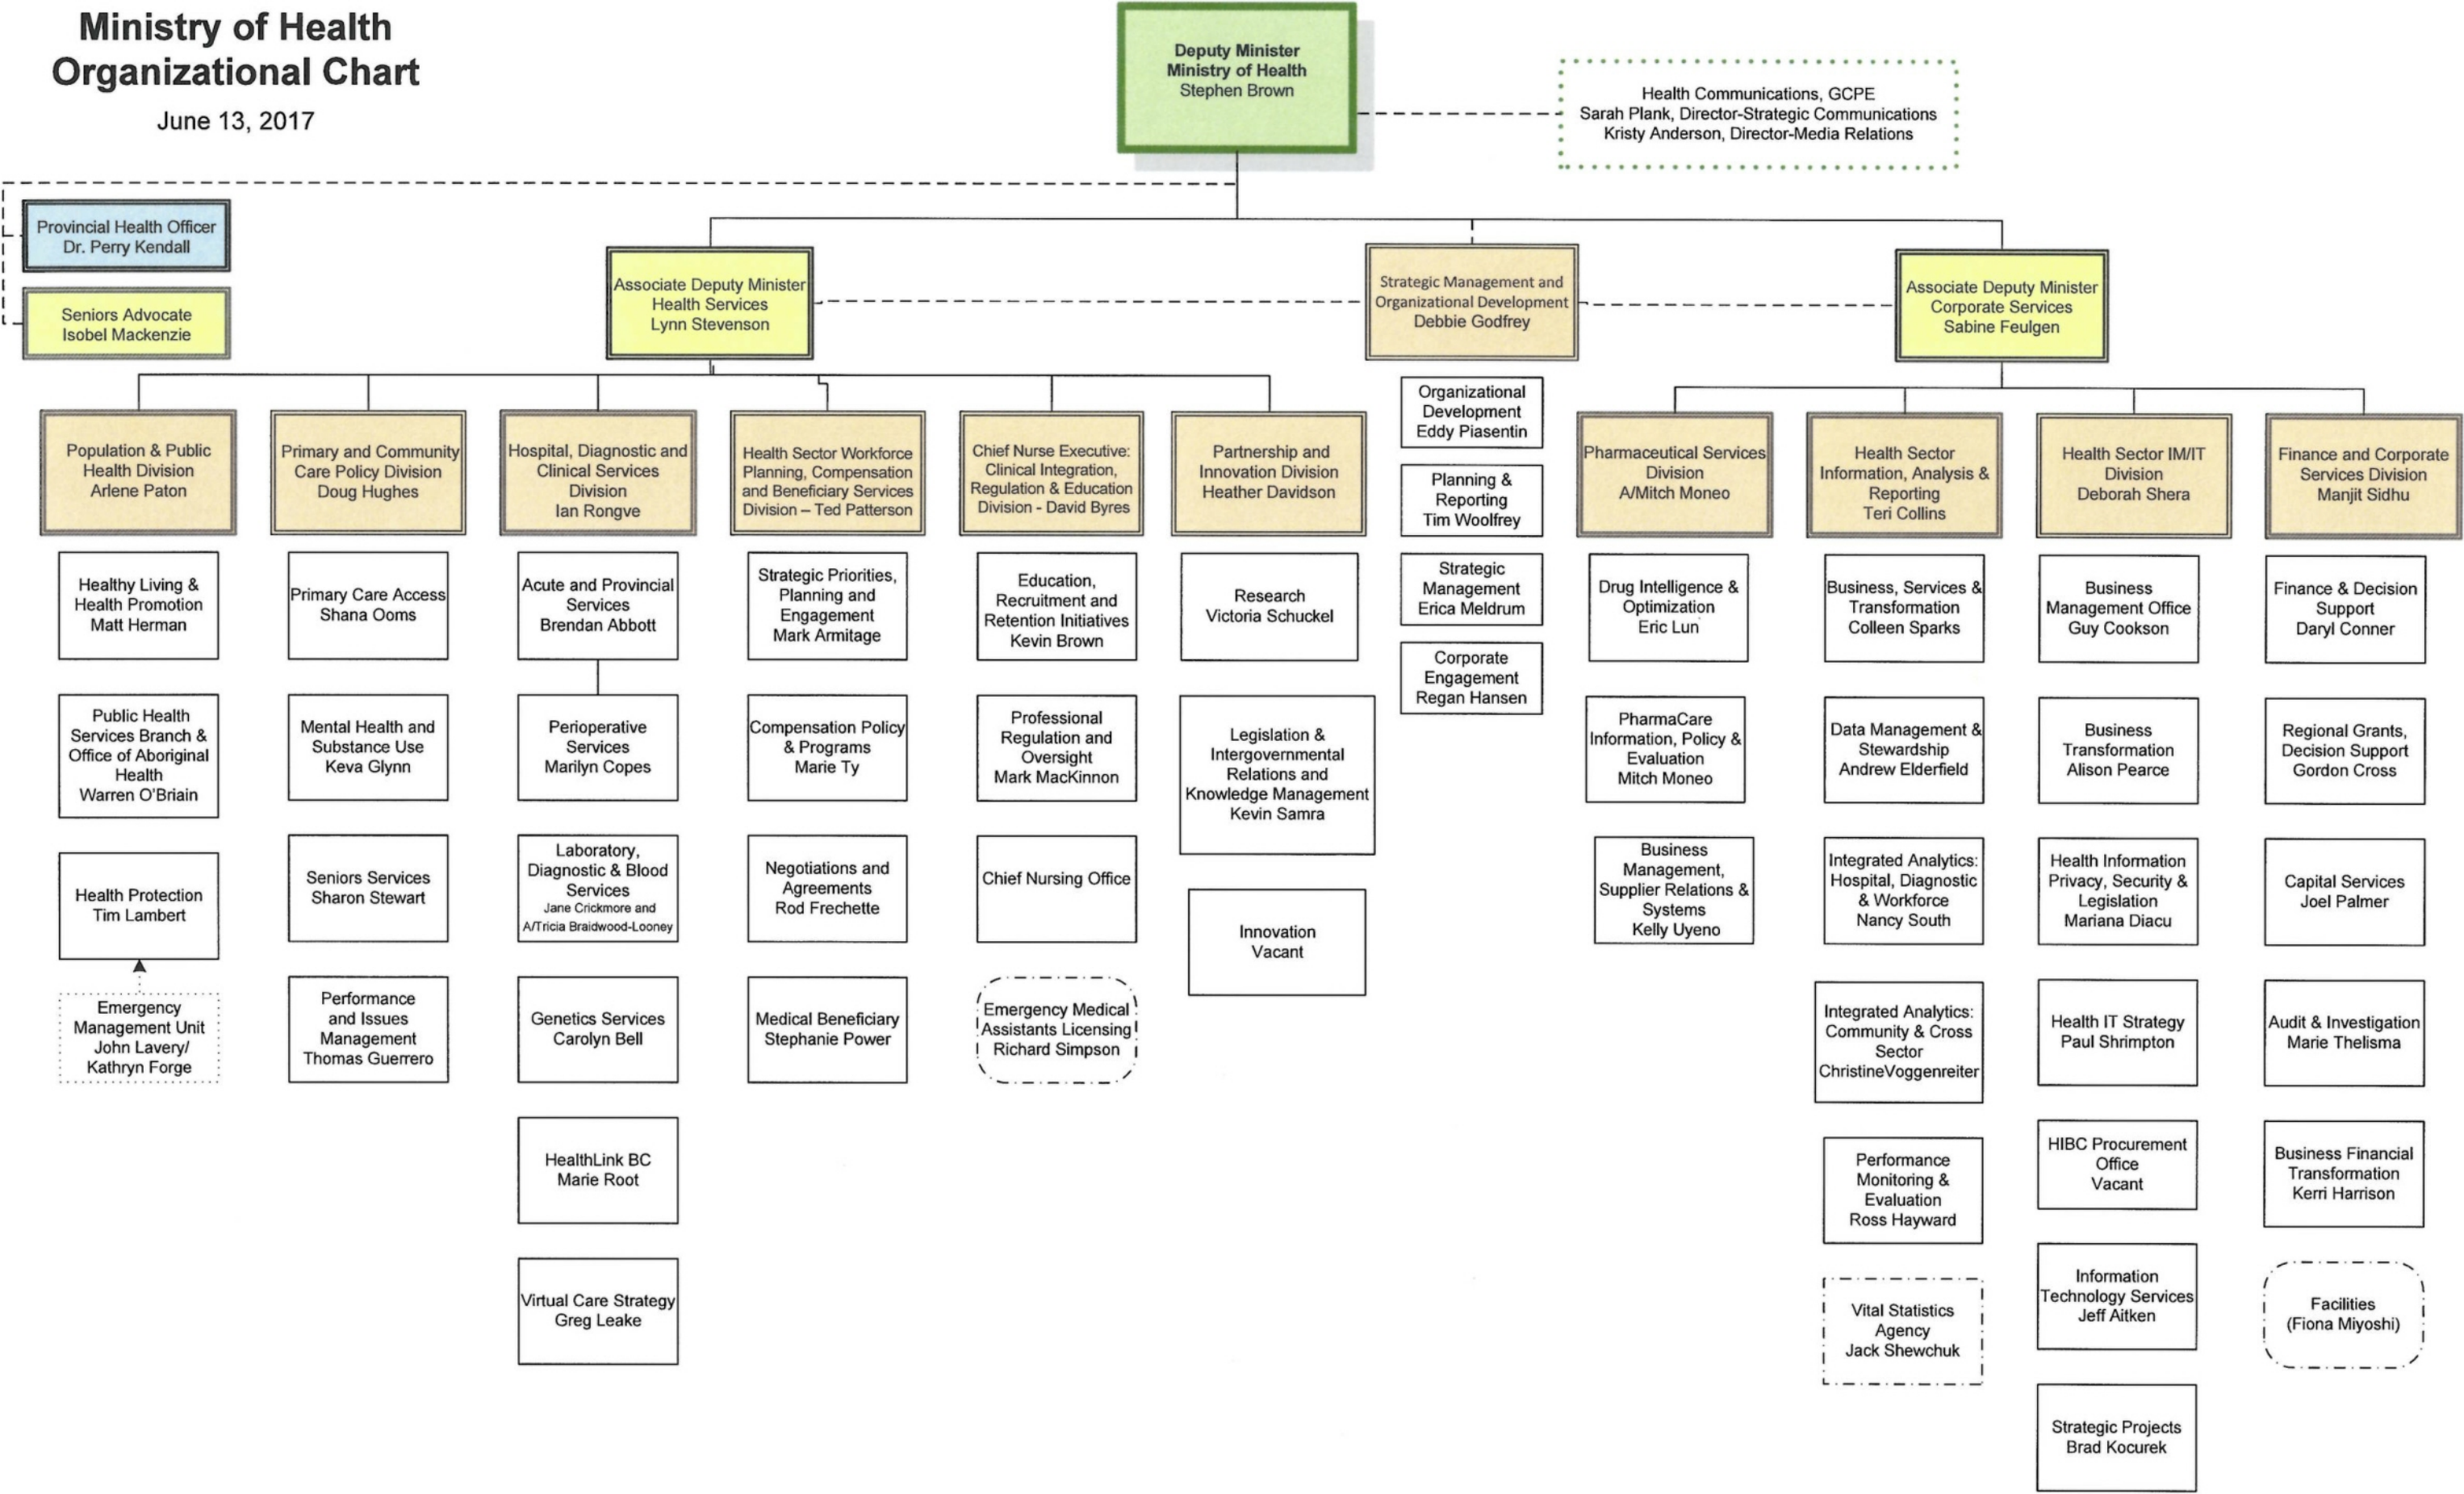 Ministry of Health
Organizational Chart
June 13, 2017
Deputy Minister
Ministry of Health
Stephen Brown
Health Communications, GCPE
Sarah Plank, Director-Strategic Communications
Kristy Anderson, Director-Media Relations
Provincial Health Officer
Dr. Perry Kendall
Seniors Advocate
Isobel Mackenzie
Associate Deputy Minister
Health Services
Lynn Stevenson
Strategic Management and
Organizational Development
Debbie Godfrey
Associate Deputy Minister
Corporate Services
Sabine Feulgen
Population & Public
Health Division
Arlene Paton
Healthy Living &
Health Promotion
Matt Herman
Public Health
Services Branch &
Office of Aboriginal
Health
Warren O'Briain
Health Protection
Tim Lambert
Emergency
Management Unit
John Lavery/
Kathryn Forge
Primary and Community
Care Policy Division
Doug Hughes
Primary Care Access
Shana Ooms
Mental Health and
Substance Use
Keva Glynn
Seniors Services
Sharon Stewart
Performance
and Issues
Management
Thomas Guerrero
Hospital, Diagnostic and
Clinical Services
Division
Ian Rongve
Acute and Provincial
Services
Brendan Abbott
Perioperative
Services
Marilyn Copes
Laboratory,
Diagnostic & Blood
Services
Jane Crickmore and
A/Tricia Braidwood-Looney
Genetics Services
Carolyn Bell
HealthLink BC
Marie Root
Virtual Care Strategy
Greg Leake
Health Sector Workforce
Planning, Compensation
and Beneficiary Services
Division – Ted Patterson
Strategic Priorities,
Planning and
Engagement
Mark Armitage
Compensation Policy
& Programs
Marie Ty
Negotiations and
Agreements
Rod Frechette
Medical Beneficiary
Stephanie Power
Chief Nurse Executive:
Clinical Integration,
Regulation & Education
Division - David Byres
Education,
Recruitment and
Retention Initiatives
Kevin Brown
Professional
Regulation and
Oversight
Mark MacKinnon
Chief Nursing Office
Emergency Medical
Assistants Licensing
Richard Simpson
Partnership and
Innovation Division
Heather Davidson
Research
Victoria Schuckel
Legislation &
Intergovernmental
Relations and
Knowledge Management
Kevin Samra
Innovation
Vacant
Organizational
Development
Eddy Piasentin
Planning &
Reporting
Tim Woolfrey
Strategic
Management
Erica Meldrum
Corporate
Engagement
Regan Hansen
Pharmaceutical Services
Division
A/Mitch Moneo
Drug Intelligence &
Optimization
Eric Lun
PharmaCare
Information, Policy &
Evaluation
Mitch Moneo
Business
Management,
Supplier Relations &
Systems
Kelly Uyeno
Health Sector
Information, Analysis &
Reporting
Teri Collins
Business, Services &
Transformation
Colleen Sparks
Data Management &
Stewardship
Andrew Elderfield
Integrated Analytics:
Hospital, Diagnostic
& Workforce
Nancy South
Integrated Analytics:
Community & Cross
Sector
ChristineVoggenreiter
Performance
Monitoring &
Evaluation
Ross Hayward
Vital Statistics
Agency
Jack Shewchuk
Health Sector IM/IT
Division
Deborah Shera
Business
Management Office
Guy Cookson
Business
Transformation
Alison Pearce
Health Information
Privacy, Security &
Legislation
Mariana Diacu
Health IT Strategy
Paul Shrimpton
HIBC Procurement
Office
Vacant
Information
Technology Services
Jeff Aitken
Strategic Projects
Brad Kocurek
Finance and Corporate
Services Division
Manjit Sidhu
Finance & Decision
Support
Daryl Conner
Regional Grants,
Decision Support
Gordon Cross
Capital Services
Joel Palmer
Audit & Investigation
Marie Thelisma
Business Financial
Transformation
Kerri Harrison
Facilities
(Fiona Miyoshi)